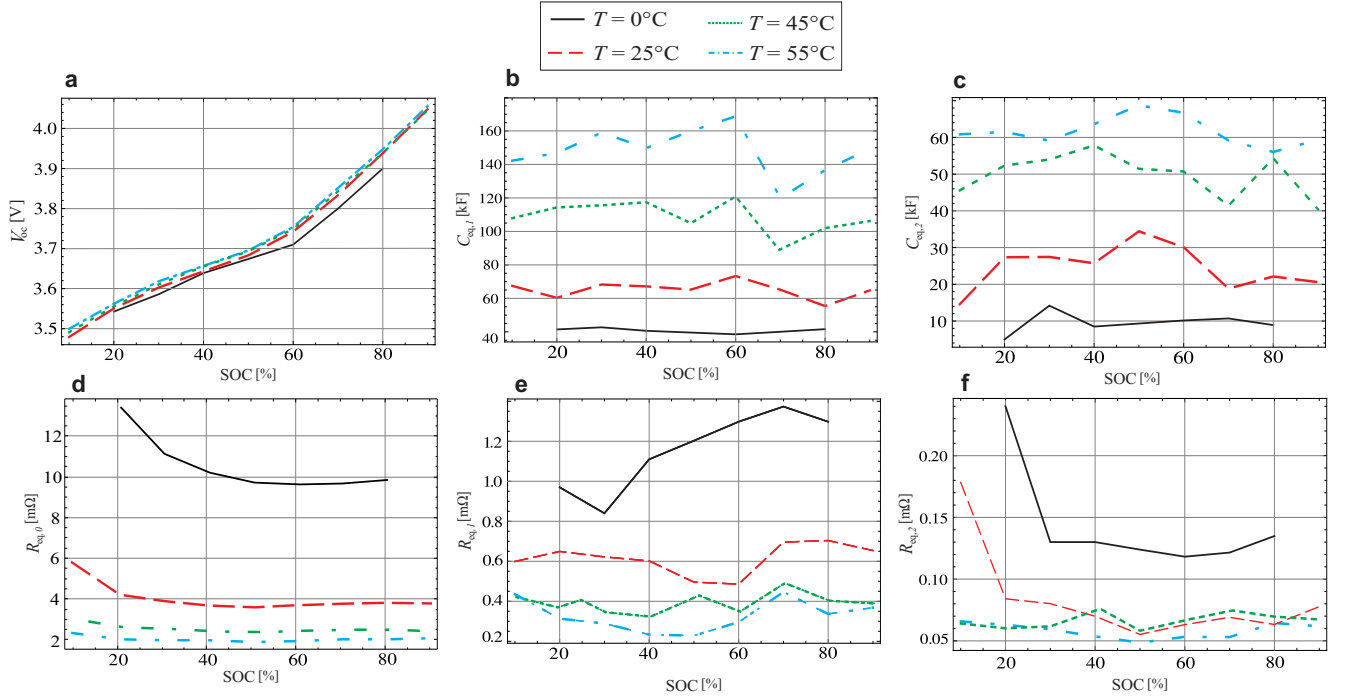 T = 0°C
T = 45°C
T = 25°C
T = 55°C
a
4.0
3.9
3.8
3.7
3.6
3.5
V_oc [V]
20
40
60
80
SOC [%]
b
160
140
120
100
80
60
40
C_eq,1 [kF]
20
40
60
80
SOC [%]
c
60
50
40
30
20
10
C_eq,2 [kF]
20
40
60
80
SOC [%]
d
12
10
8
6
4
2
R_eq,0 [mΩ]
20
40
60
80
SOC [%]
e
1.2
1.0
0.8
0.6
0.4
0.2
R_eq,1 [mΩ]
20
40
60
80
SOC [%]
f
0.20
0.15
0.10
0.05
R_eq,2 [mΩ]
20
40
60
80
SOC [%]